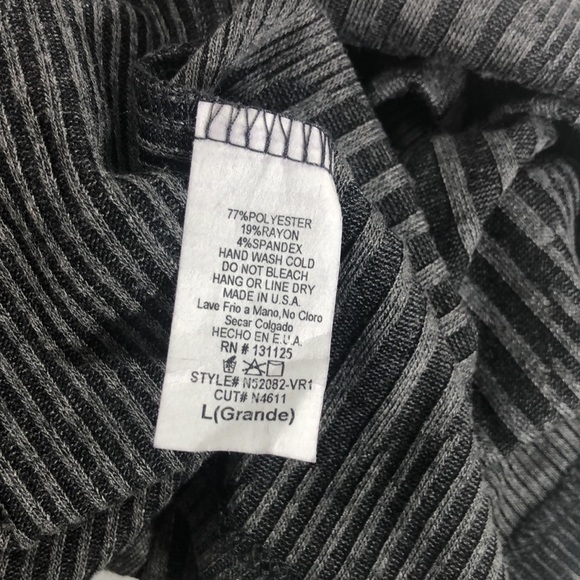 77%POLYESTER
19%RAYON
4%SPANDEX
HAND WASH COLD
DO NOT BLEACH
HANG OR LINE DRY
MADE IN U.S.A.
Lave Frio a Mano,No Cloro
Secar Colgado
HECHO EN E.U.A.
RN # 131125
STYLE# N52082-VR1
CUT# N4611
L(Grande)